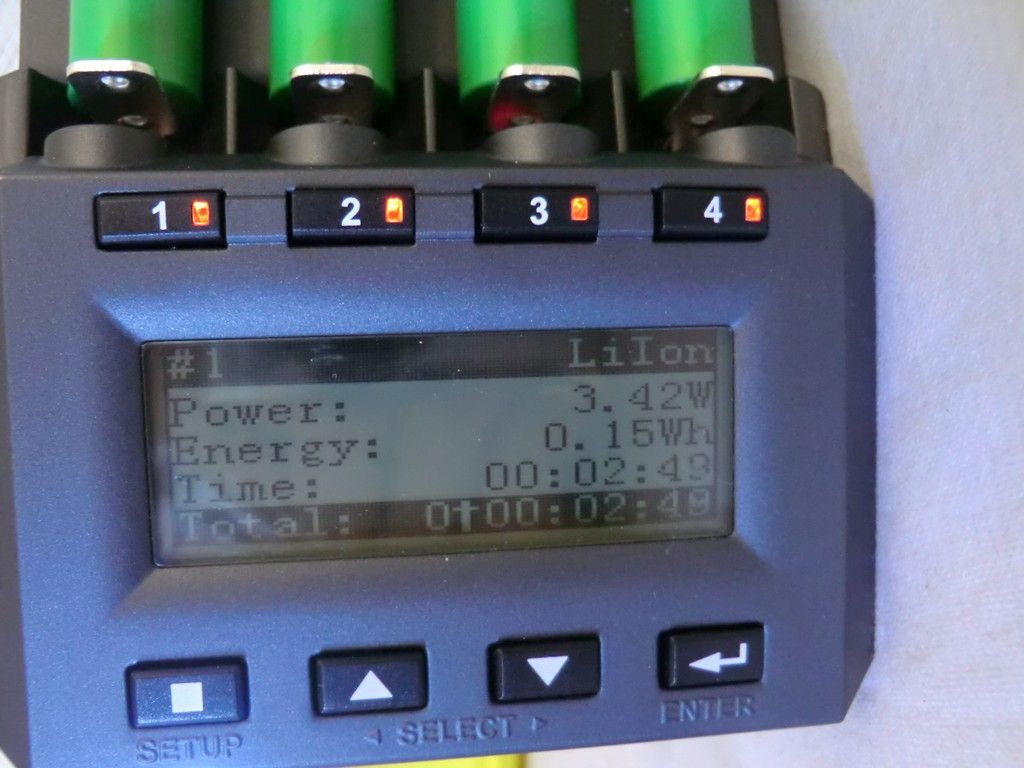 1 2 3 4
#1 LiIon
Power: 3.42W
Energy: 0.15Wh
Time: 00:02:49
Total: 0†00:02:49
SETUP
◄ SELECT ►
ENTER